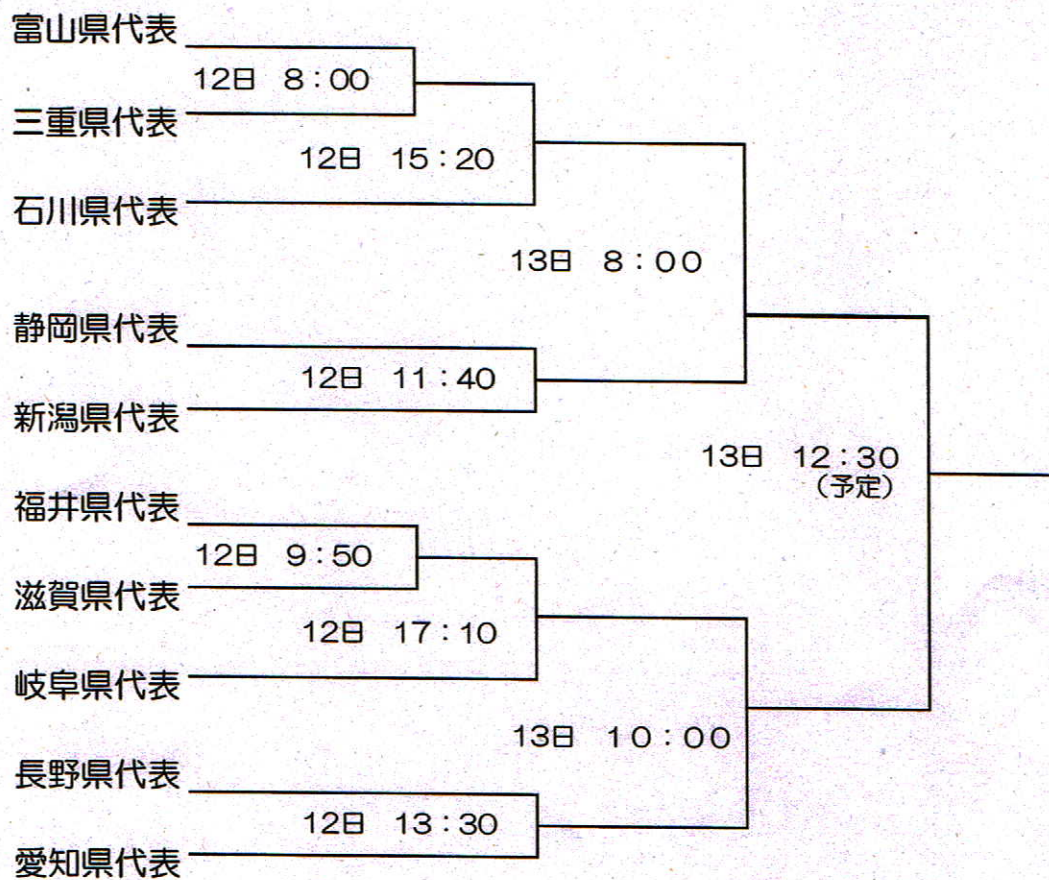 富山県代表
12日 8：00
三重県代表
12日 15：20
石川県代表
13日 8：00
静岡県代表
12日 11：40
新潟県代表
13日 12：30
（予定）
福井県代表
12日 9：50
滋賀県代表
12日 17：10
岐阜県代表
13日 10：00
長野県代表
12日 13：30
愛知県代表